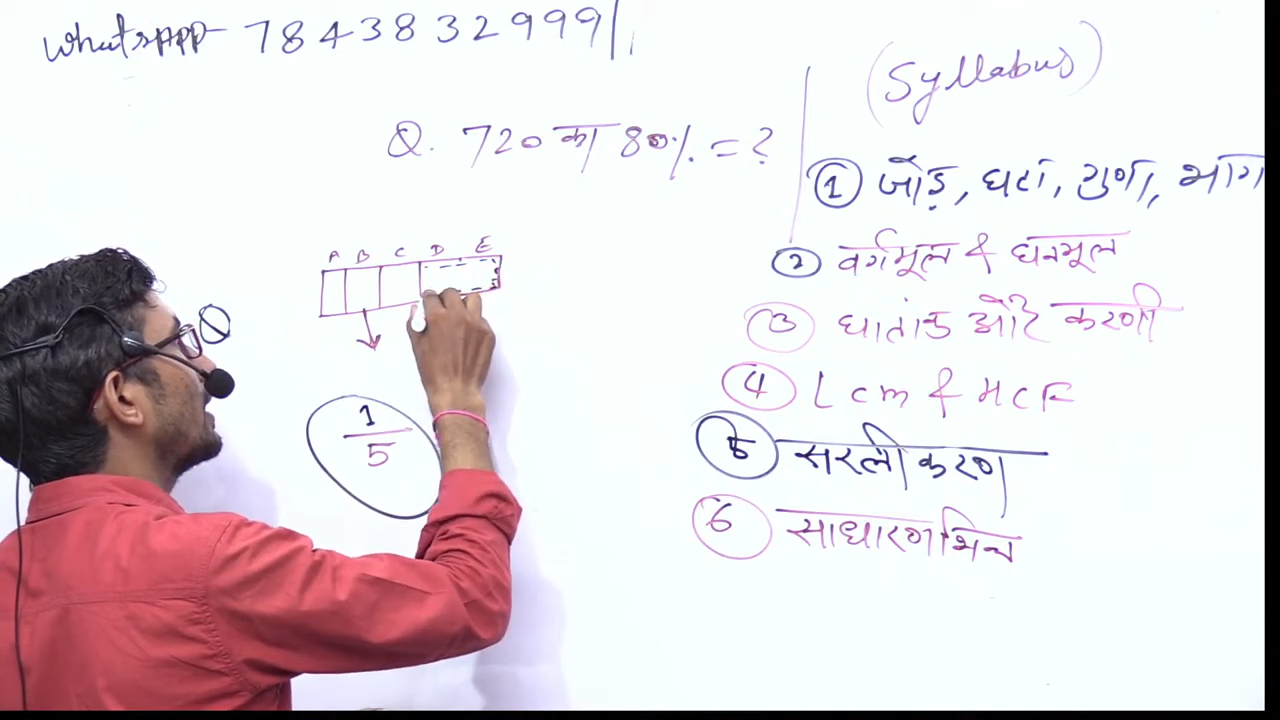 Whatsapp- 7843832999
(Syllabus)
Q. 720 का 80% = ?
① जोड़, घटा, गुणा, भाग
② वर्गमूल & घनमूल
③ घातांक और करणी
④ Lcm & HCF
⑤ सरलीकरण
⑥ साधारण भिन्न
A B C D E
1
5